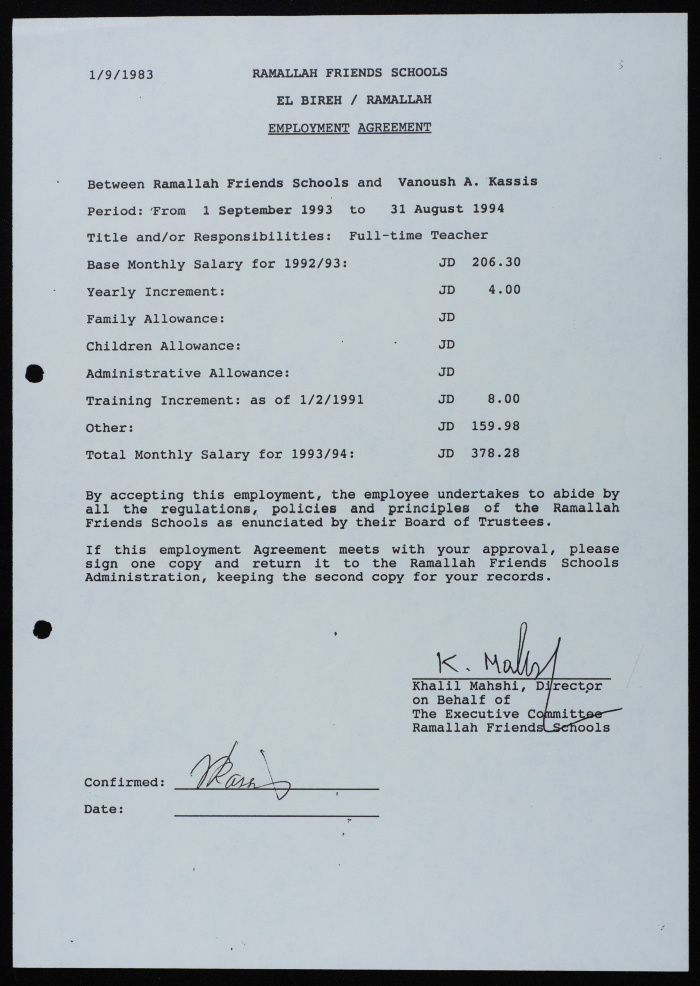 1/9/1983
RAMALLAH FRIENDS SCHOOLS
EL BIREH / RAMALLAH
EMPLOYMENT AGREEMENT
3
Between Ramallah Friends Schools and Vanoush A. Kassis
Period: From 1 September 1993 to 31 August 1994
Title and/or Responsibilities: Full-time Teacher
Base Monthly Salary for 1992/93: JD 206.30
Yearly Increment: JD 4.00
Family Allowance: JD
Children Allowance: JD
Administrative Allowance: JD
Training Increment: as of 1/2/1991 JD 8.00
Other: JD 159.98
Total Monthly Salary for 1993/94: JD 378.28
By accepting this employment, the employee undertakes to abide by
all the regulations, policies and principles of the Ramallah
Friends Schools as enunciated by their Board of Trustees.
If this employment Agreement meets with your approval, please
sign one copy and return it to the Ramallah Friends Schools
Administration, keeping the second copy for your records.
K. Mahshi
Khalil Mahshi, Director
on Behalf of
The Executive Committee
Ramallah Friends Schools
Confirmed: VKassis
Date: